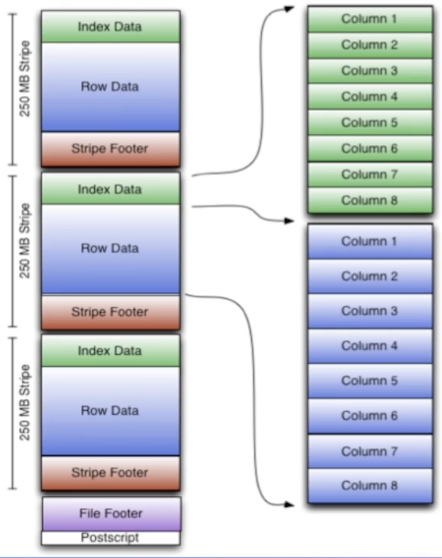 250 MB Stripe
Index Data
Row Data
Stripe Footer
250 MB Stripe
Index Data
Row Data
Stripe Footer
250 MB Stripe
Index Data
Row Data
Stripe Footer
File Footer
Postscript
Column 1
Column 2
Column 3
Column 4
Column 5
Column 6
Column 7
Column 8
Column 1
Column 2
Column 3
Column 4
Column 5
Column 6
Column 7
Column 8